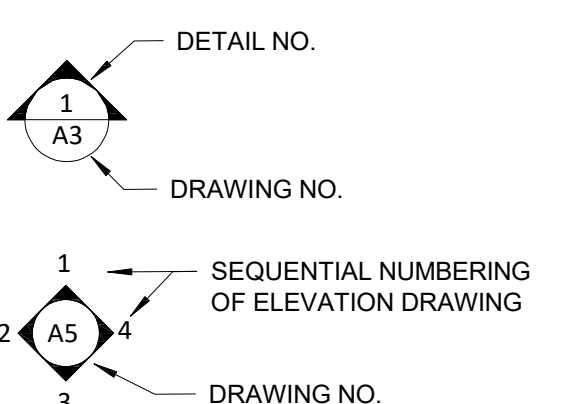 DETAIL NO.
1
A3
DRAWING NO.
1
SEQUENTIAL NUMBERING
OF ELEVATION DRAWING
2 A5 4
DRAWING NO.
3